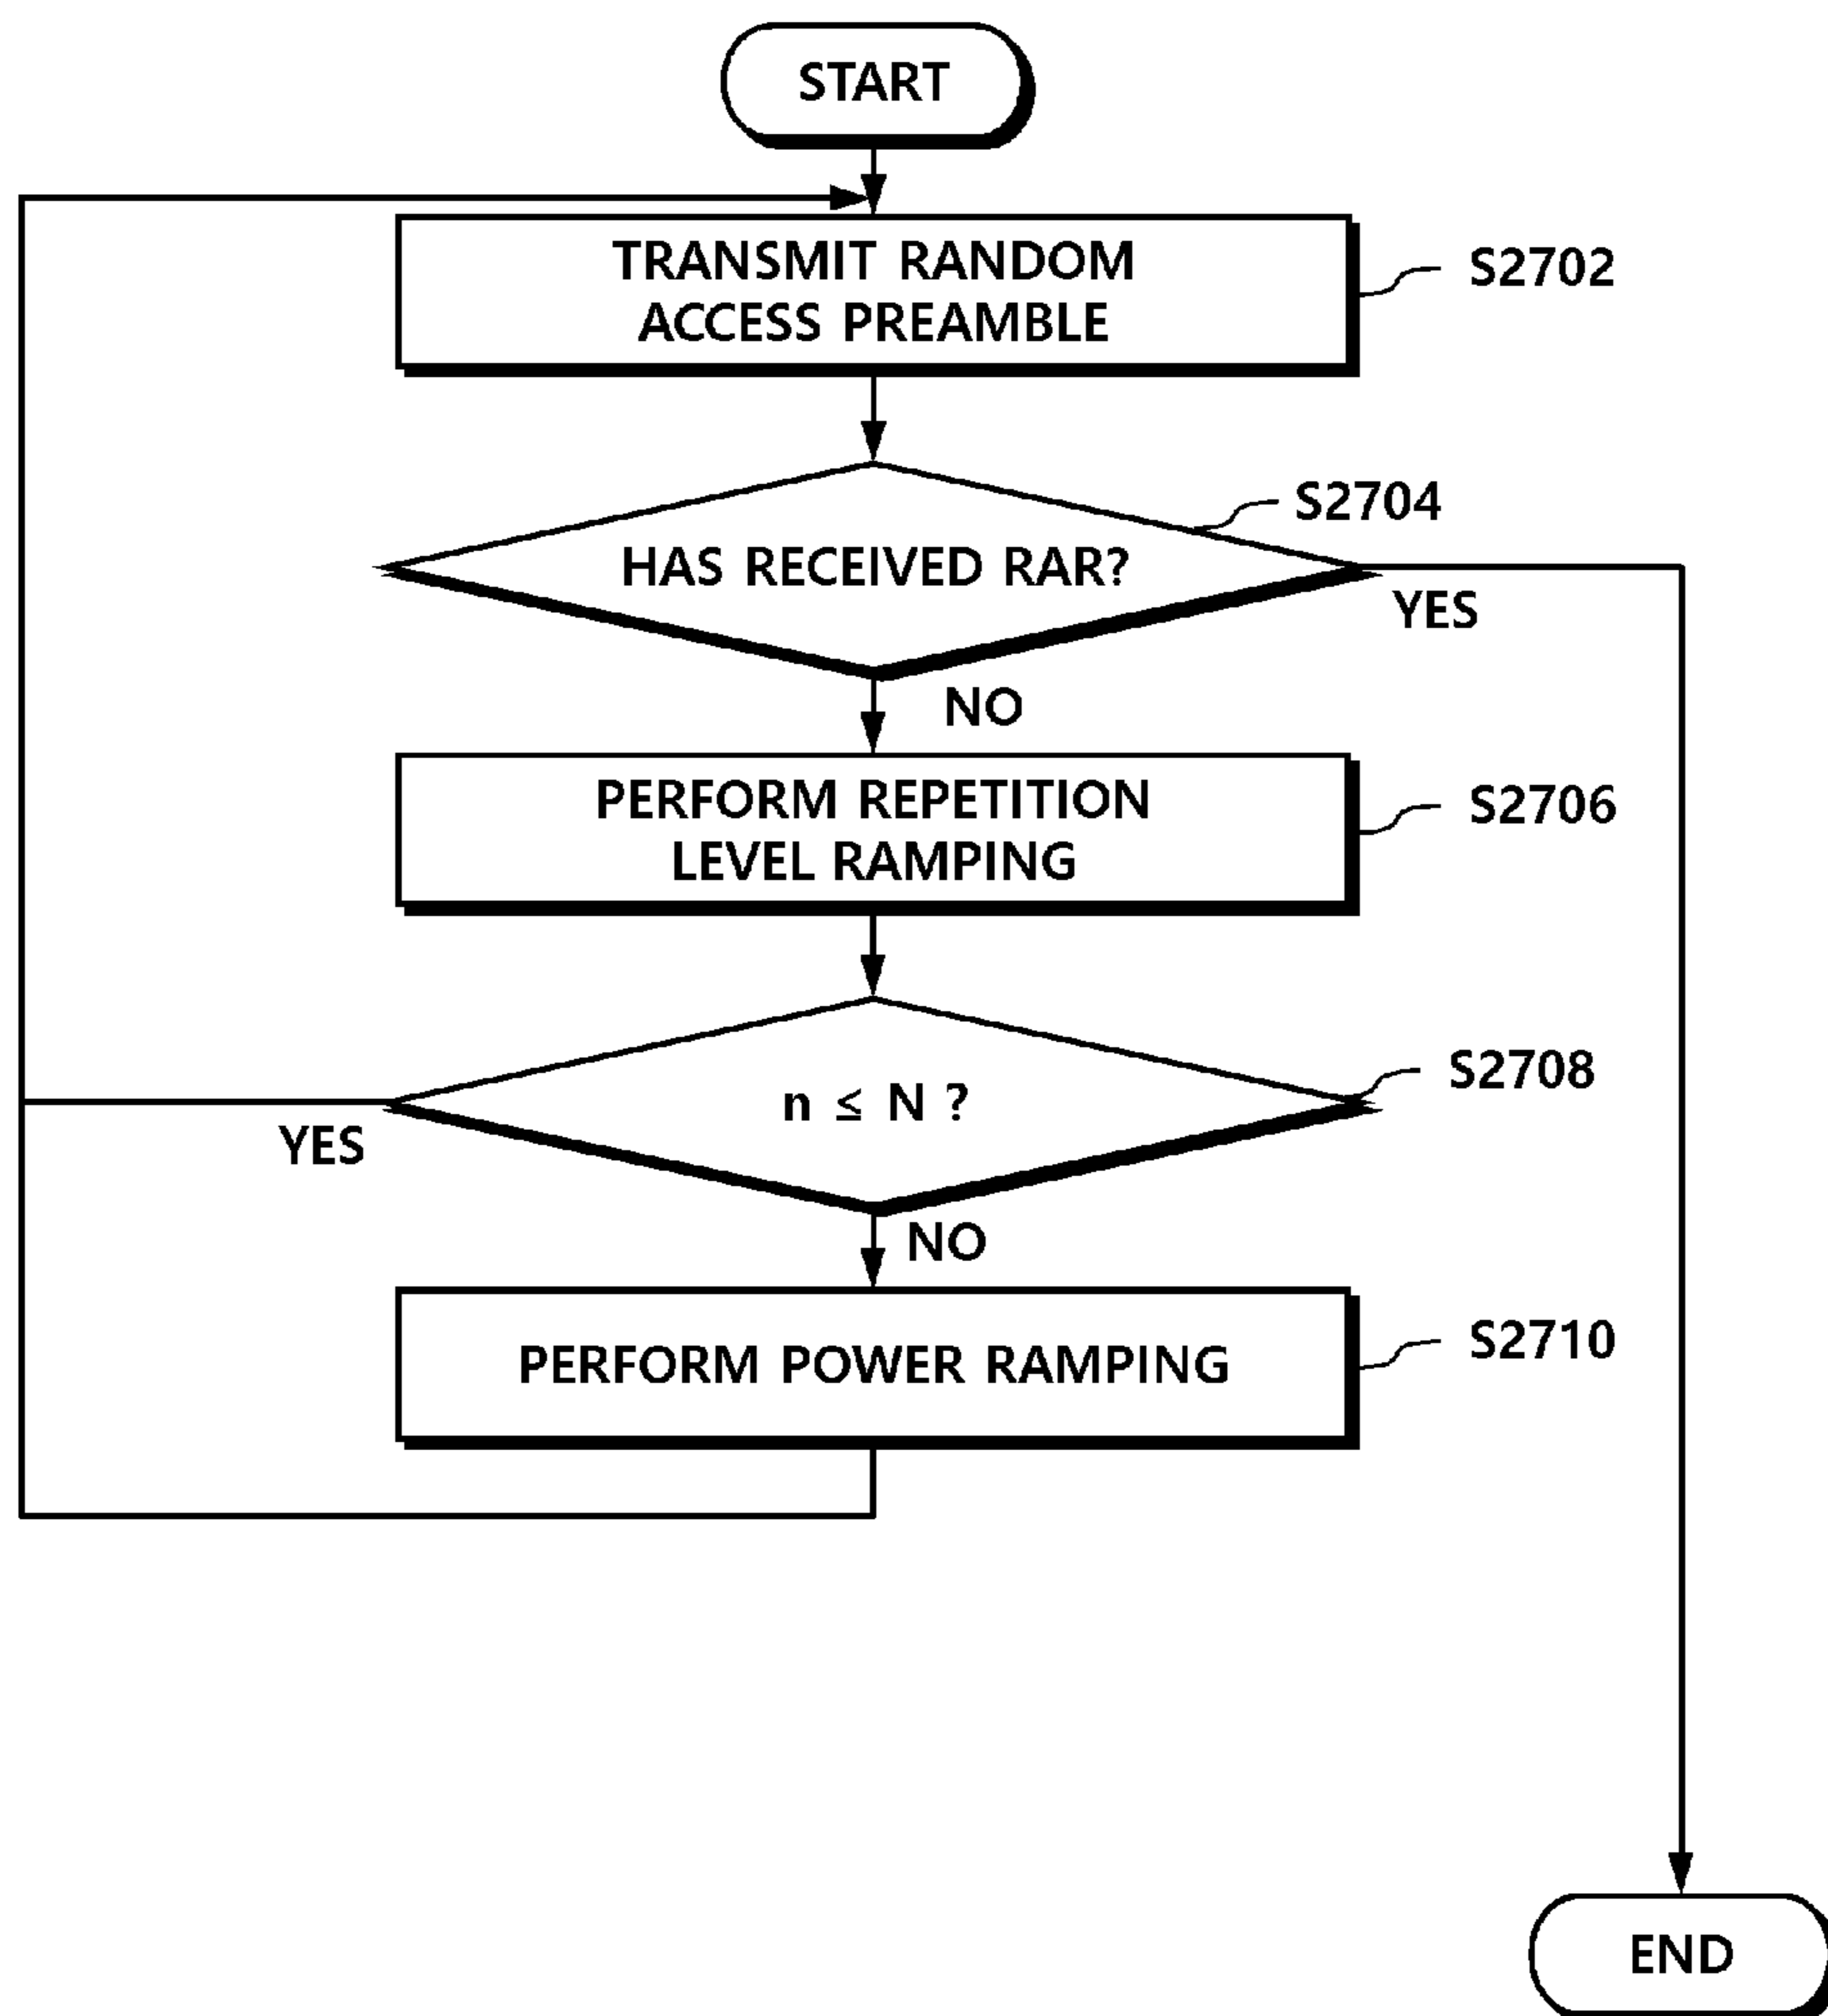 START
TRANSMIT RANDOM
ACCESS PREAMBLE
S2702
S2704
HAS RECEIVED RAR?
YES
NO
PERFORM REPETITION
LEVEL RAMPING
S2706
n ≤ N ?
S2708
YES
NO
PERFORM POWER RAMPING
S2710
END